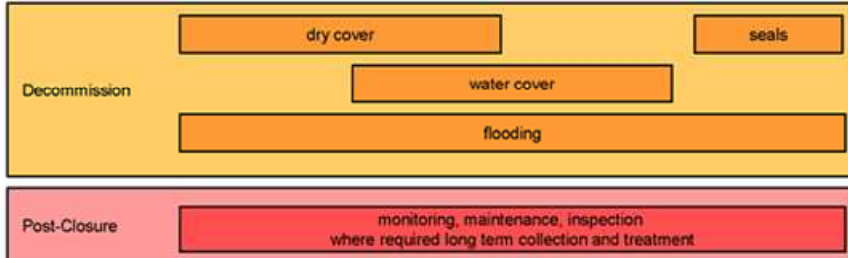 dry cover
seals
Decommission
water cover
flooding
Post-Closure
monitoring, maintenance, inspection
where required long term collection and treatment